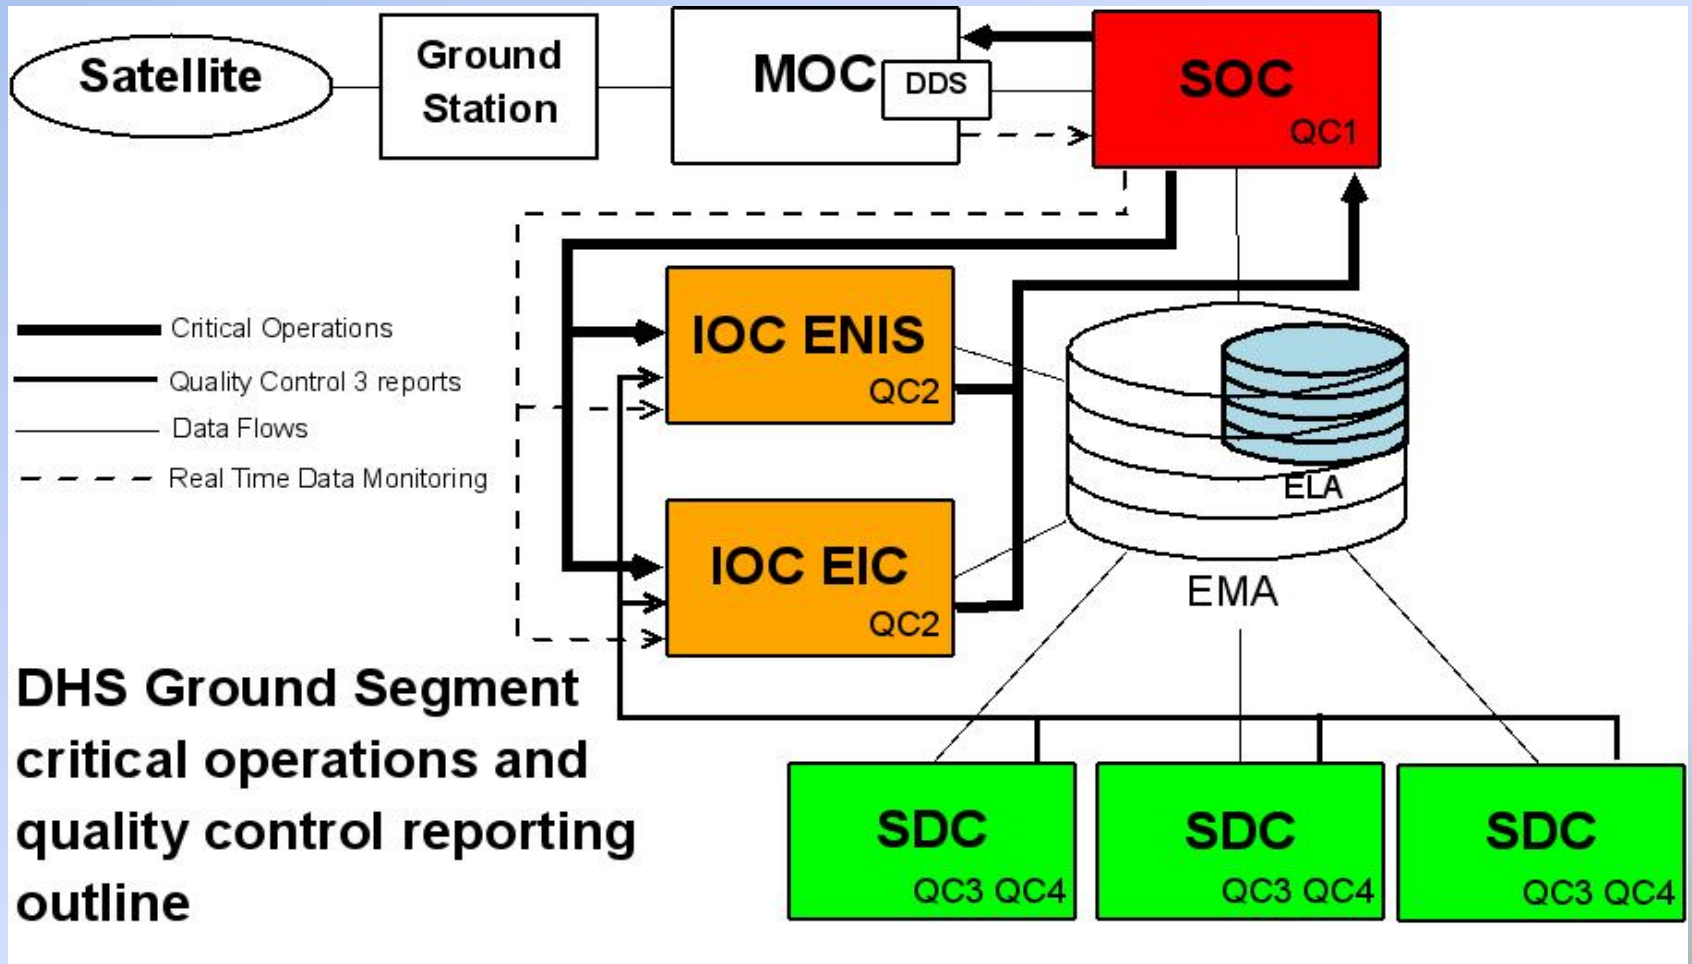 Satellite
Ground
Station
MOC
DDS
SOC
QC1
IOC ENIS
QC2
Critical Operations
Quality Control 3 reports
Data Flows
Real Time Data Monitoring
ELA
IOC EIC
QC2
EMA
DHS Ground Segment
critical operations and
quality control reporting
outline
SDC
QC3 QC4
SDC
QC3 QC4
SDC
QC3 QC4